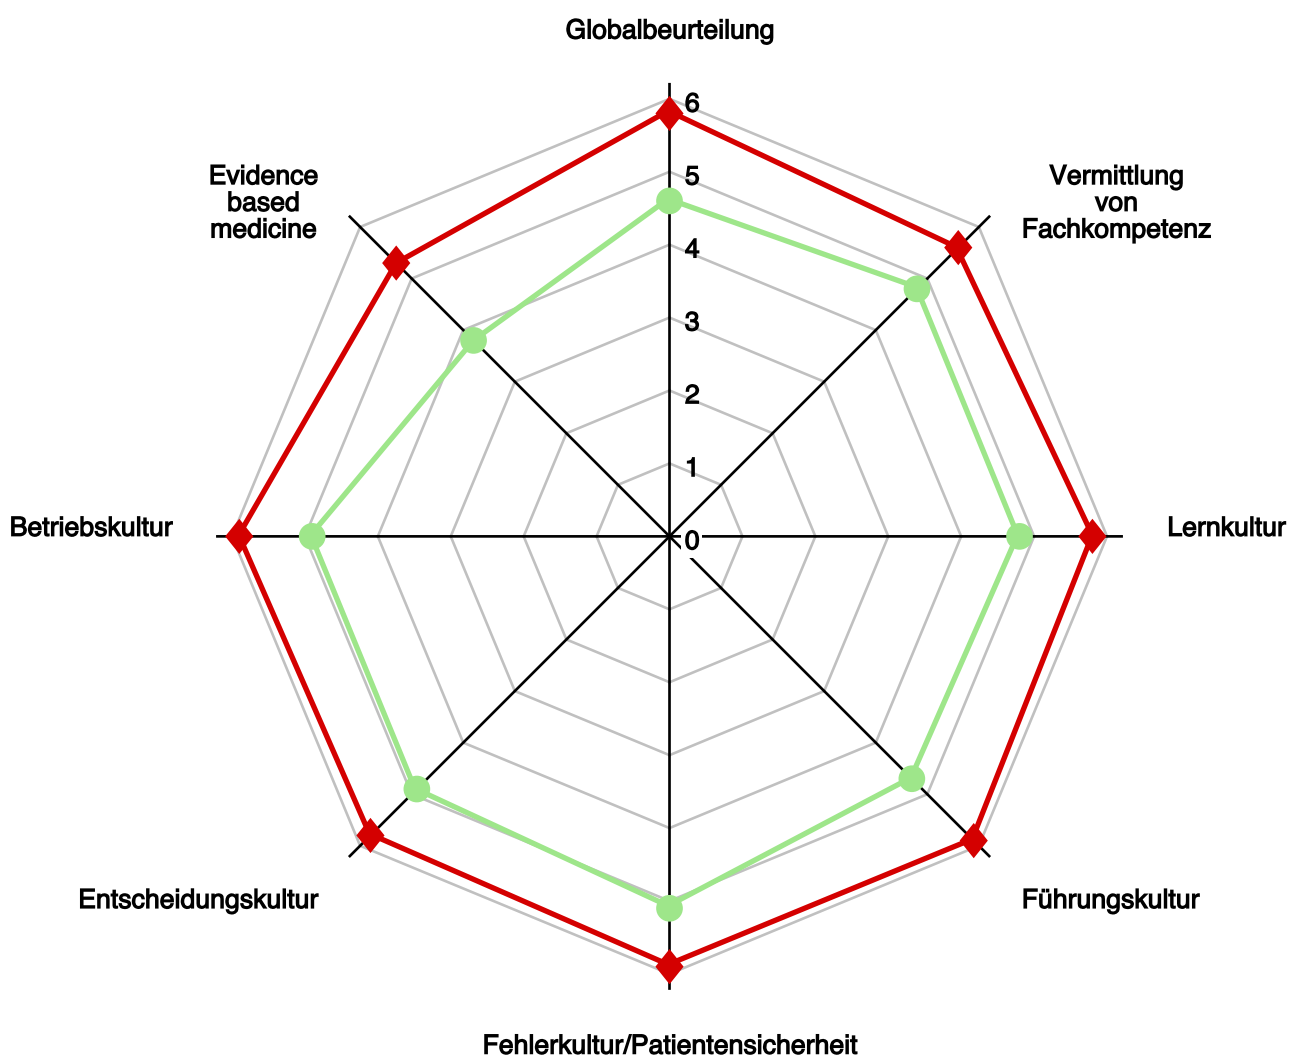 Globalbeurteilung
6
Evidence
based
medicine
5
Vermittlung
von
Fachkompetenz
4
3
2
1
Betriebskultur
0
Lernkultur
Entscheidungskultur
Führungskultur
Fehlerkultur/Patientensicherheit